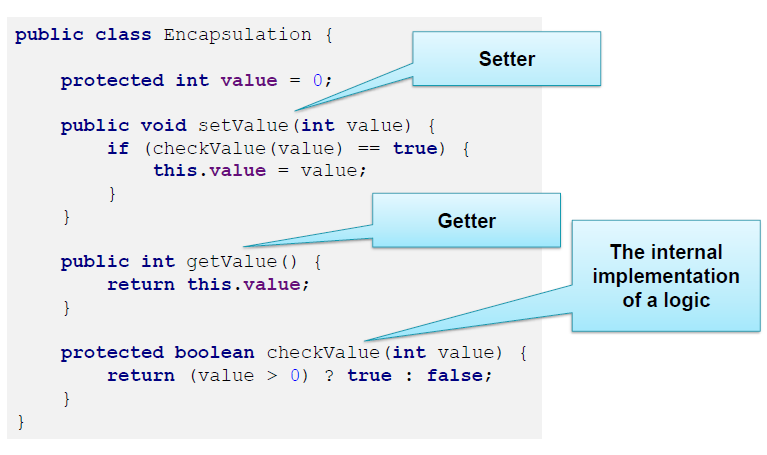 public class Encapsulation {
Setter
protected int value = 0;
public void setValue(int value) {
if (checkValue(value) == true) {
this.value = value;
}
}
Getter
public int getValue() {
return this.value;
}
The internal
implementation
of a logic
protected boolean checkValue(int value) {
return (value > 0) ? true : false;
}
}